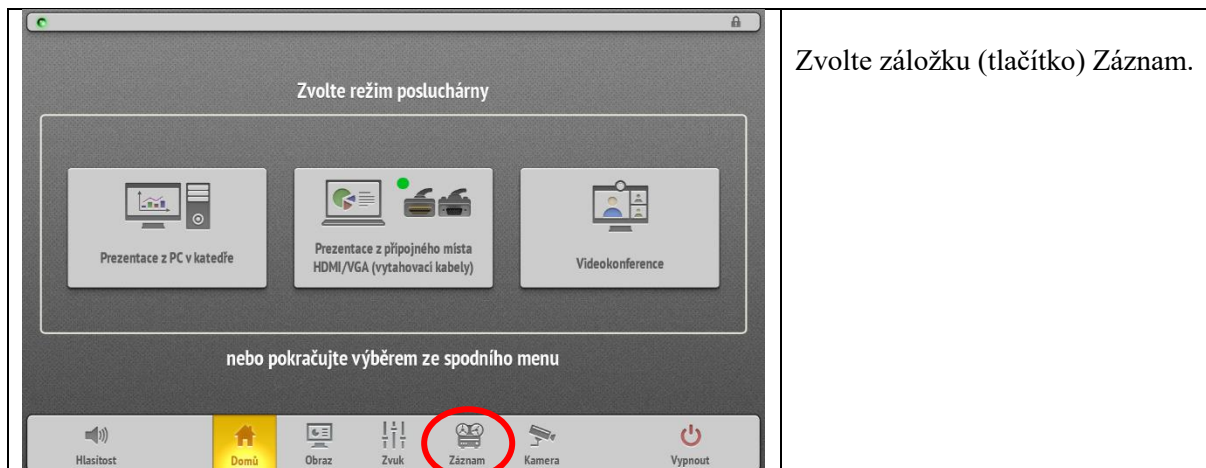 Zvolte režim posluchárny
Prezentace z PC v katedře
Prezentace z přípojného místa
HDMI/VGA (vytahovací kabely)
Videokonference
nebo pokračujte výběrem ze spodního menu
Hlasitost
Domů
Obraz
Zvuk
Záznam
Kamera
Vypnout
Zvolte záložku (tlačítko) Záznam.